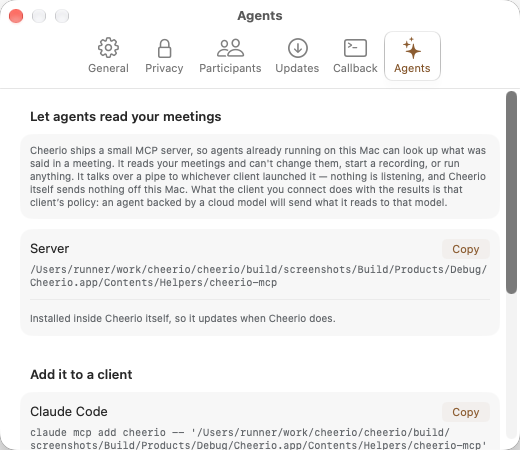 Agents
General
Privacy
Participants
Updates
Callback
Agents
Let agents read your meetings
Cheerio ships a small MCP server, so agents already running on this Mac can look up what was
said in a meeting. It reads your meetings and can't change them, start a recording, or run
anything. It talks over a pipe to whichever client launched it — nothing is listening, and Cheerio
itself sends nothing off this Mac. What the client you connect does with the results is that
client's policy: an agent backed by a cloud model will send what it reads to that model.
Server
Copy
/Users/runner/work/cheerio/cheerio/build/screenshots/Build/Products/Debug/
Cheerio.app/Contents/Helpers/cheerio-mcp
Installed inside Cheerio itself, so it updates when Cheerio does.
Add it to a client
Claude Code
Copy
claude mcp add cheerio -- '/Users/runner/work/cheerio/cheerio/build/
screenshots/Build/Products/Debug/Cheerio.app/Contents/Helpers/cheerio-mcp'